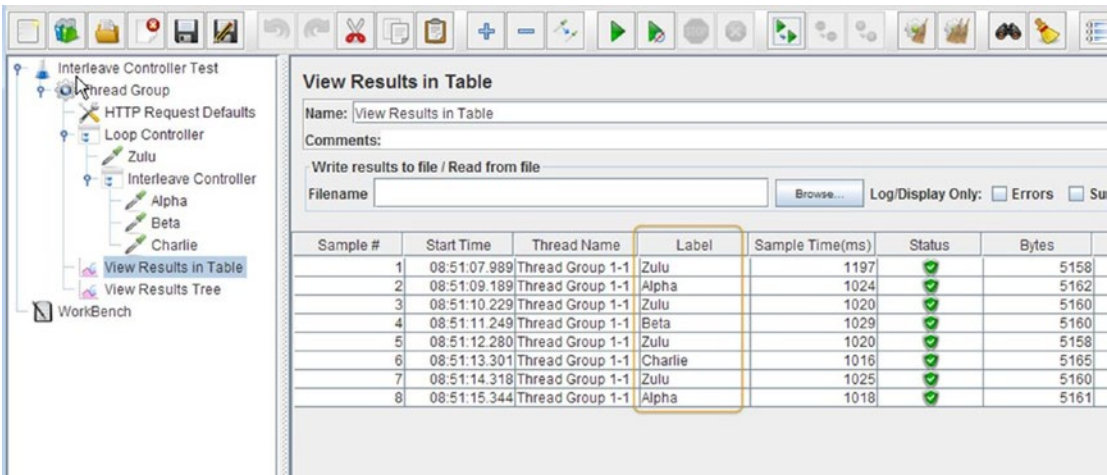 Interleave Controller Test
Thread Group
HTTP Request Defaults
Loop Controller
Zulu
Interleave Controller
Alpha
Beta
Charlie
View Results in Table
View Results Tree
WorkBench
View Results in Table
Name: View Results in Table
Comments:
Write results to file / Read from file
Filename Browse... Log/Display Only: Errors Su
Sample # Start Time Thread Name Label Sample Time(ms) Status Bytes
1 08:51:07.989 Thread Group 1-1 Zulu 1197 5158
2 08:51:09.189 Thread Group 1-1 Alpha 1024 5162
3 08:51:10.229 Thread Group 1-1 Zulu 1020 5160
4 08:51:11.249 Thread Group 1-1 Beta 1029 5160
5 08:51:12.280 Thread Group 1-1 Zulu 1020 5158
6 08:51:13.301 Thread Group 1-1 Charlie 1016 5165
7 08:51:14.318 Thread Group 1-1 Zulu 1025 5160
8 08:51:15.344 Thread Group 1-1 Alpha 1018 5161